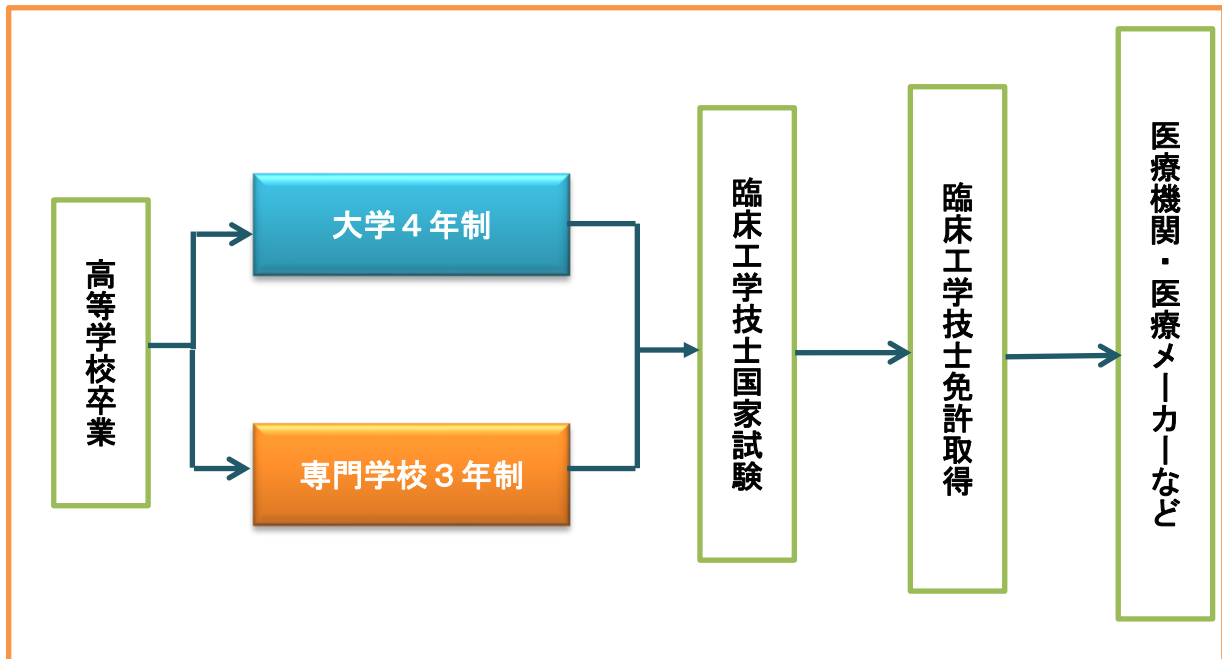 高等学校卒業
大学４年制
専門学校３年制
臨床工学技士国家試験
臨床工学技士免許取得
医療機関・医療メーカーなど